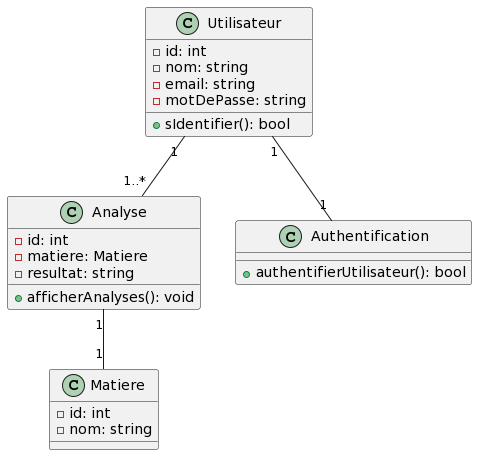 C Utilisateur
id: int
nom: string
email: string
motDePasse: string
sIdentifier(): bool
1 1
1..* 1
C Analyse
id: int
matiere: Matiere
resultat: string
afficherAnalyses(): void
C Authentification
authentifierUtilisateur(): bool
1
1
C Matiere
id: int
nom: string